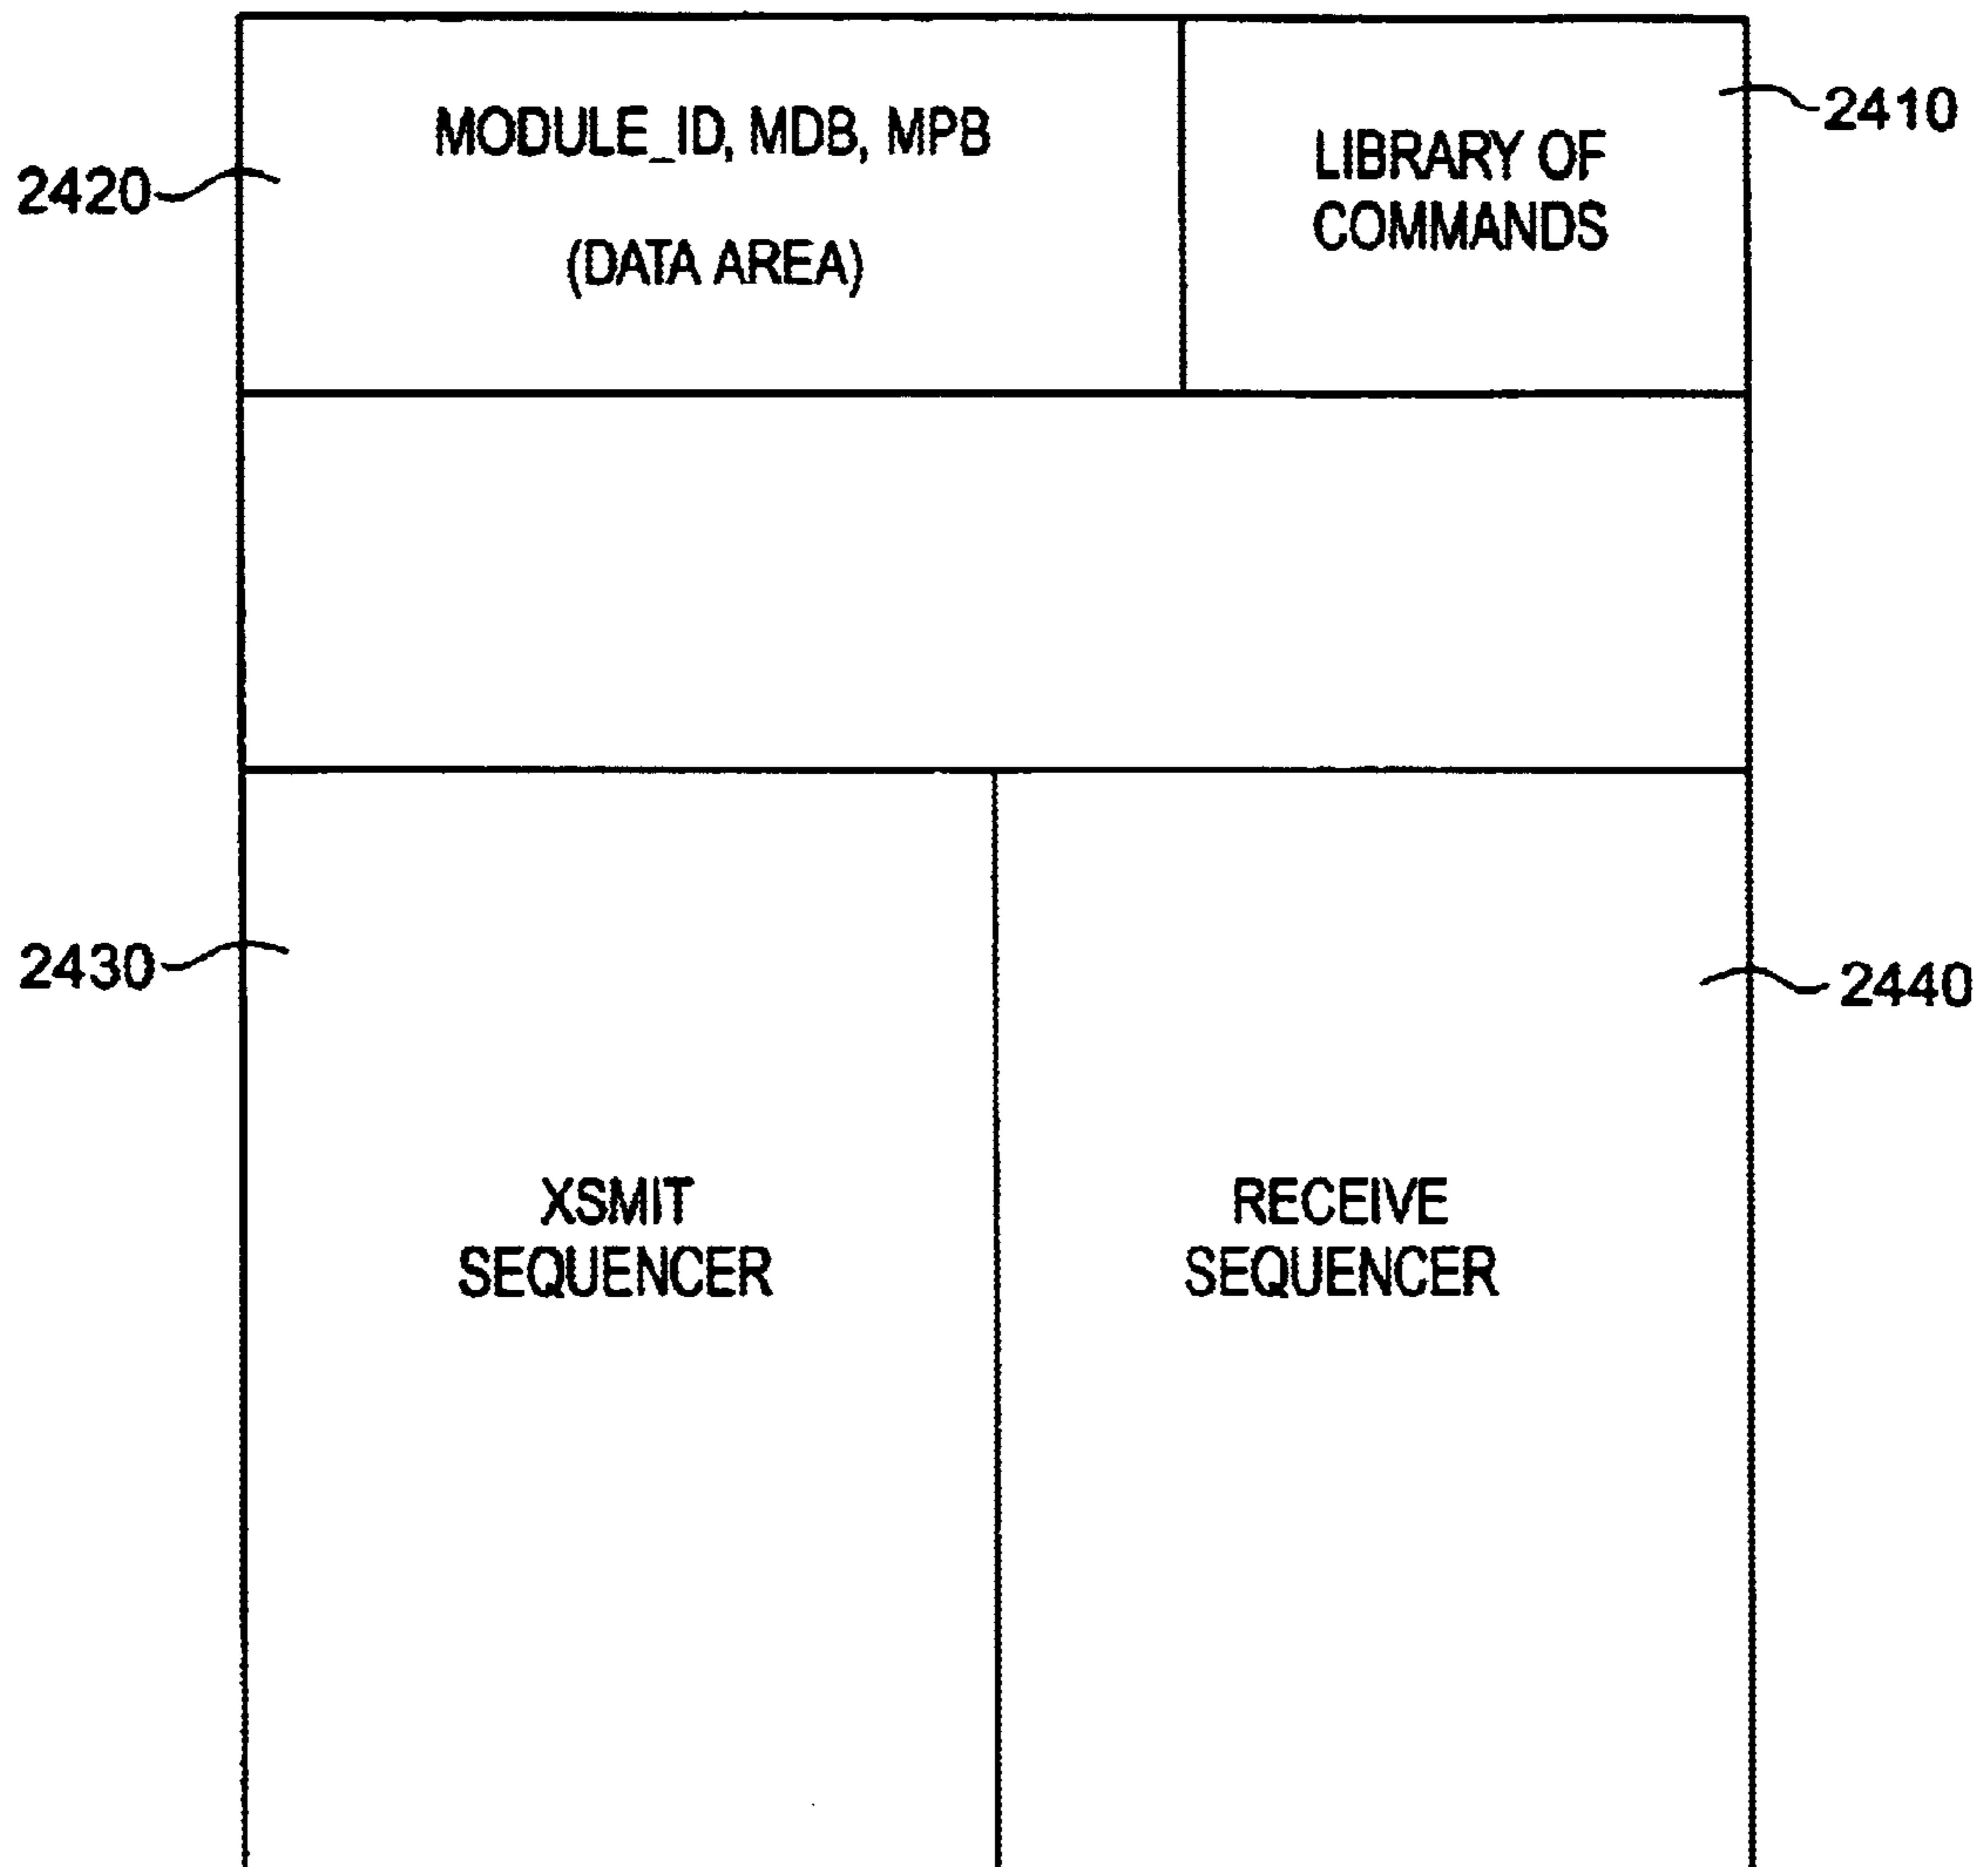 MODULE_ID, MDB, MPB
(DATA AREA)
LIBRARY OF
COMMANDS
2410
2420
2430
2440
XSMIT
SEQUENCER
RECEIVE
SEQUENCER